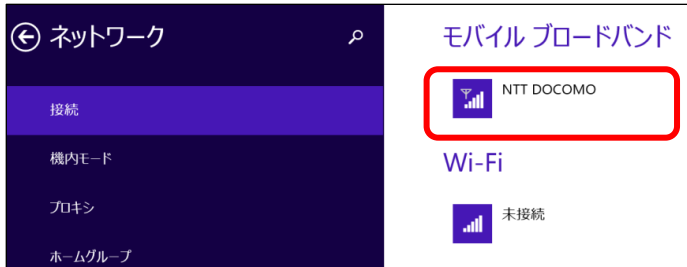 ネットワーク
接続
機内モード
プロキシ
ホームグループ
モバイル ブロードバンド
NTT DOCOMO
Wi-Fi
未接続